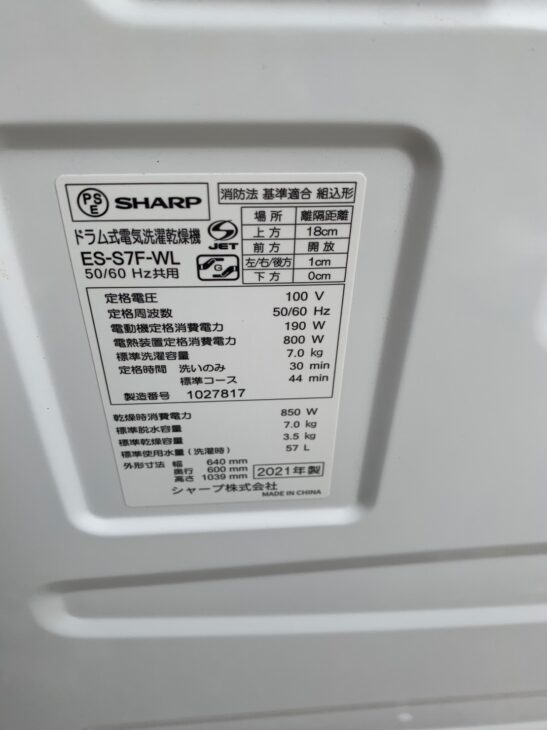 PSE SHARP
消防法 基準適合 組込形
ドラム式電気洗濯乾燥機
ES-S7F-WL
50/60 Hz共用
S JET
G
場所 離隔距離
上方 18cm
前方 開放
左/右/後方 1cm
下方 0cm
定格電圧 100 V
定格周波数 50/60 Hz
電動機定格消費電力 190 W
電熱装置定格消費電力 800 W
標準洗濯容量 7.0 kg
定格時間 洗いのみ 30 min
標準コース 44 min
製造番号 1027817
乾燥時消費電力 850 W
標準脱水容量 7.0 kg
標準乾燥容量 3.5 kg
標準使用水量(洗濯時) 57 L
外形寸法 幅 640 mm
奥行 600 mm
高さ 1039 mm
2021年製
シャープ株式会社
MADE IN CHINA